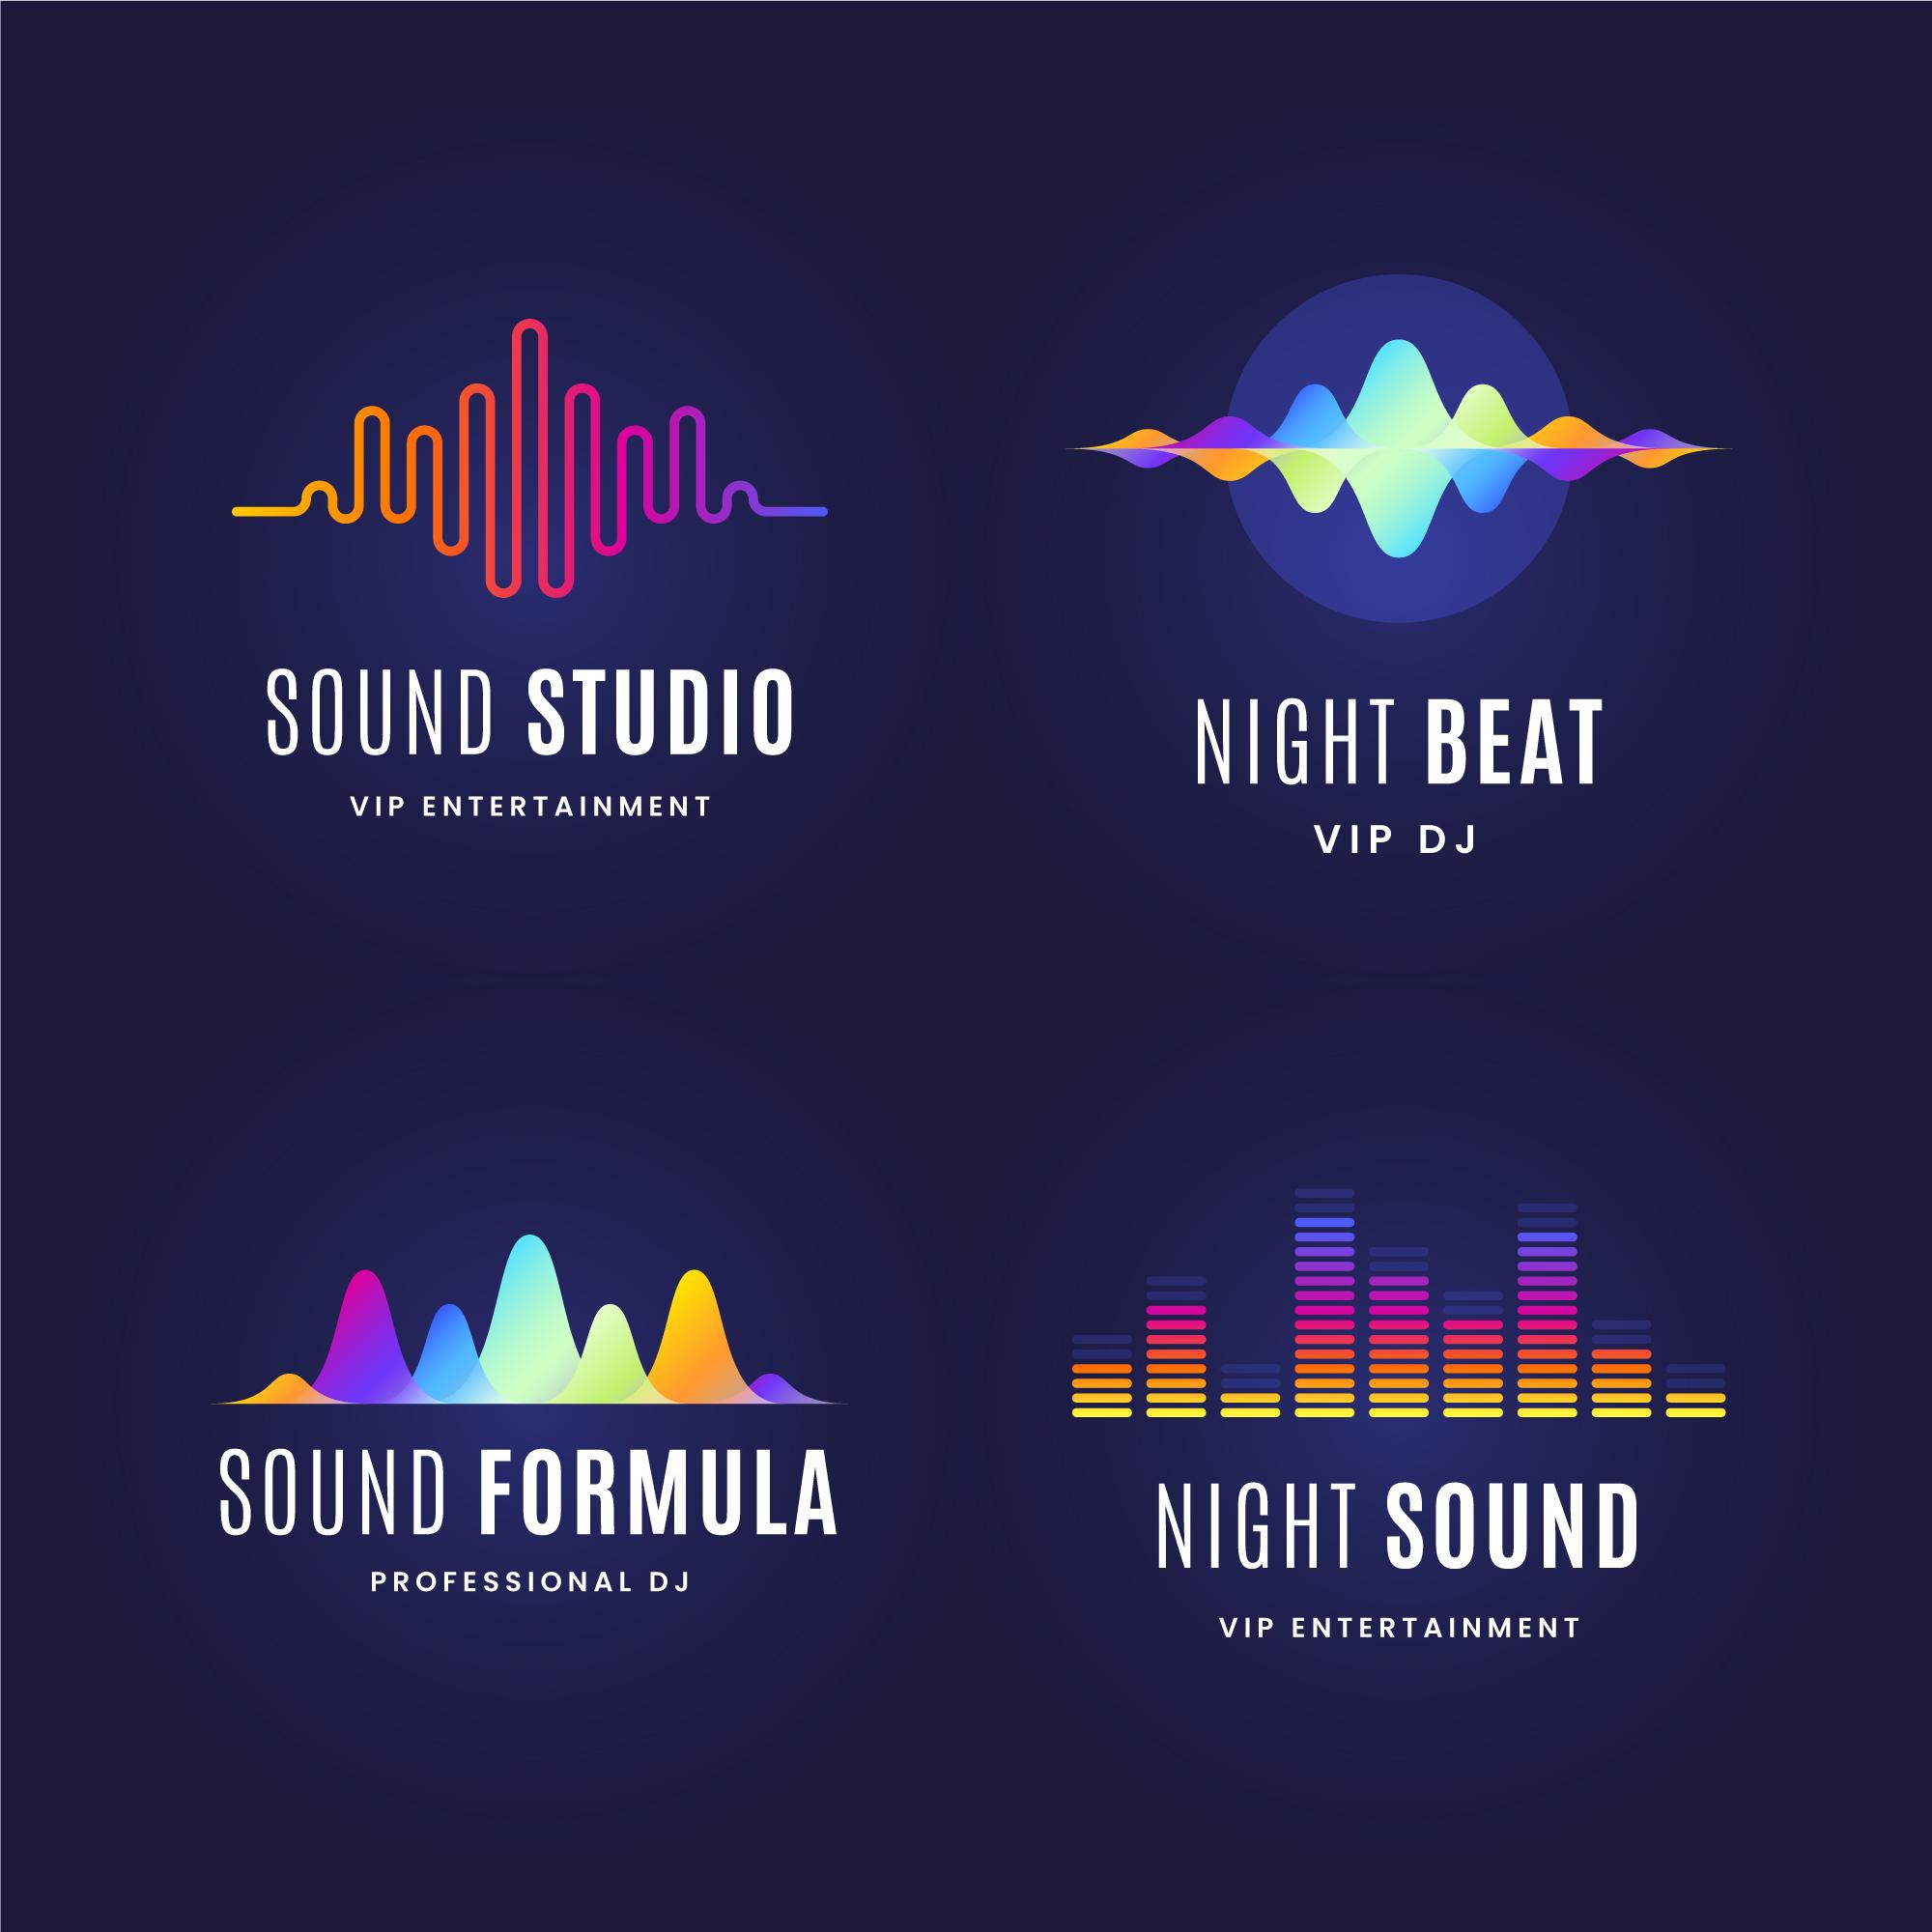 SOUND STUDIO
VIP ENTERTAINMENT
NIGHT BEAT
VIP DJ
SOUND FORMULA
PROFESSIONAL DJ
NIGHT SOUND
VIP ENTERTAINMENT